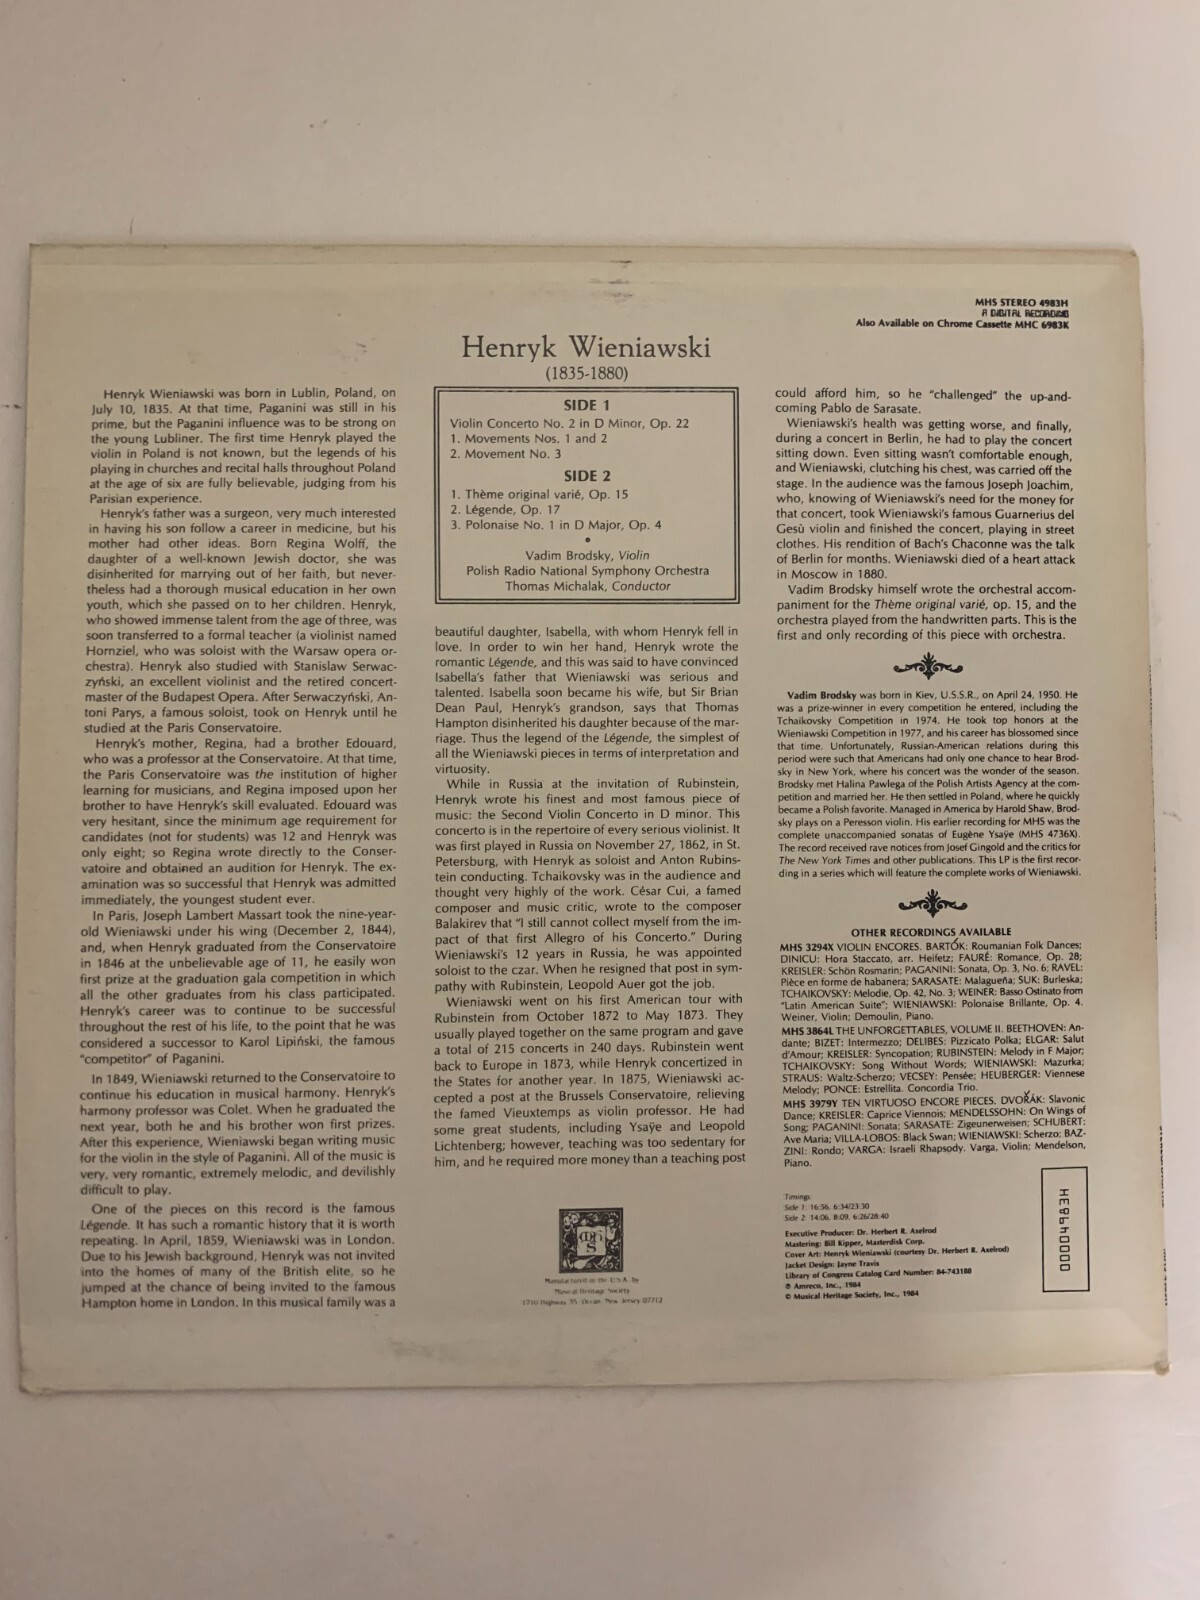 MHS STEREO 4983H
A DIGITAL RECORDING
Also Available on Chrome Cassette MHC 6983K
Henryk Wieniawski
(1835-1880)
Henryk Wieniawski was born in Lublin, Poland, on
July 10, 1835. At that time, Paganini was still in his
prime, but the Paganini influence was to be strong on
the young Lubliner. The first time Henryk played the
violin in Poland is not known, but the legends of his
playing in churches and recital halls throughout Poland
at the age of six are fully believable, judging from his
Parisian experience.
Henryk's father was a surgeon, very much interested
in having his son follow a career in medicine, but his
mother had other ideas. Born Regina Wolff, the
daughter of a well-known Jewish doctor, she was
disinherited for marrying out of her faith, but never-
theless had a thorough musical education in her own
youth, which she passed on to her children. Henryk,
who showed immense talent from the age of three, was
soon transferred to a formal teacher (a violinist named
Hornziel, who was soloist with the Warsaw opera or-
chestra). Henryk also studied with Stanislaw Serwac-
zyński, an excellent violinist and the retired concert-
master of the Budapest Opera. After Serwaczyński, An-
toni Parys, a famous soloist, took on Henryk until he
studied at the Paris Conservatoire.
Henryk's mother, Regina, had a brother Edouard,
who was a professor at the Conservatoire. At that time,
the Paris Conservatoire was the institution of higher
learning for musicians, and Regina imposed upon her
brother to have Henryk's skill evaluated. Edouard was
very hesitant, since the minimum age requirement for
candidates (not for students) was 12 and Henryk was
only eight; so Regina wrote directly to the Conser-
vatoire and obtained an audition for Henryk. The ex-
amination was so successful that Henryk was admitted
immediately, the youngest student ever.
In Paris, Joseph Lambert Massart took the nine-year-
old Wieniawski under his wing (December 2, 1844),
and, when Henryk graduated from the Conservatoire
in 1846 at the unbelievable age of 11, he easily won
first prize at the graduation gala competition in which
all the other graduates from his class participated.
Henryk's career was to continue to be successful
throughout the rest of his life, to the point that he was
considered a successor to Karol Lipiński, the famous
"competitor" of Paganini.
In 1849, Wieniawski returned to the Conservatoire to
continue his education in musical harmony. Henryk's
harmony professor was Colet. When he graduated the
next year, both he and his brother won first prizes.
After this experience, Wieniawski began writing music
for the violin in the style of Paganini. All of the music is
very, very romantic, extremely melodic, and devilishly
difficult to play.
One of the pieces on this record is the famous
Légende. It has such a romantic history that it is worth
repeating. In April, 1859, Wieniawski was in London.
Due to his Jewish background, Henryk was not invited
into the homes of many of the British elite, so he
jumped at the chance of being invited to the famous
Hampton home in London. In this musical family was a
SIDE 1
Violin Concerto No. 2 in D Minor, Op. 22
1. Movements Nos. 1 and 2
2. Movement No. 3
SIDE 2
1. Thème original varié, Op. 15
2. Légende, Op. 17
3. Polonaise No. 1 in D Major, Op. 4
•
Vadim Brodsky, Violin
Polish Radio National Symphony Orchestra
Thomas Michalak, Conductor
beautiful daughter, Isabella, with whom Henryk fell in
love. In order to win her hand, Henryk wrote the
romantic Légende, and this was said to have convinced
Isabella's father that Wieniawski was serious and
talented. Isabella soon became his wife, but Sir Brian
Dean Paul, Henryk's grandson, says that Thomas
Hampton disinherited his daughter because of the mar-
riage. Thus the legend of the Légende, the simplest of
all the Wieniawski pieces in terms of interpretation and
virtuosity.
While in Russia at the invitation of Rubinstein,
Henryk wrote his finest and most famous piece of
music: the Second Violin Concerto in D minor. This
concerto is in the repertoire of every serious violinist. It
was first played in Russia on November 27, 1862, in St.
Petersburg, with Henryk as soloist and Anton Rubins-
tein conducting. Tchaikovsky was in the audience and
thought very highly of the work. César Cui, a famed
composer and music critic, wrote to the composer
Balakirev that "I still cannot collect myself from the im-
pact of that first Allegro of his Concerto." During
Wieniawski's 12 years in Russia, he was appointed
soloist to the czar. When he resigned that post in sym-
pathy with Rubinstein, Leopold Auer got the job.
Wieniawski went on his first American tour with
Rubinstein from October 1872 to May 1873. They
usually played together on the same program and gave
a total of 215 concerts in 240 days. Rubinstein went
back to Europe in 1873, while Henryk concertized in
the States for another year. In 1875, Wieniawski ac-
cepted a post at the Brussels Conservatoire, relieving
the famed Vieuxtemps as violin professor. He had
some great students, including Ysaÿe and Leopold
Lichtenberg; however, teaching was too sedentary for
him, and he required more money than a teaching post
MHS
Manufactured in the U.S.A. by
Musical Heritage Society
1710 Highway 35 Ocean, New Jersey 07712
could afford him, so he "challenged" the up-and-
coming Pablo de Sarasate.
Wieniawski's health was getting worse, and finally,
during a concert in Berlin, he had to play the concert
sitting down. Even sitting wasn't comfortable enough,
and Wieniawski, clutching his chest, was carried off the
stage. In the audience was the famous Joseph Joachim,
who, knowing of Wieniawski's need for the money for
that concert, took Wieniawski's famous Guarnerius del
Gesù violin and finished the concert, playing in street
clothes. His rendition of Bach's Chaconne was the talk
of Berlin for months. Wieniawski died of a heart attack
in Moscow in 1880.
Vadim Brodsky himself wrote the orchestral accom-
paniment for the Thème original varié, op. 15, and the
orchestra played from the handwritten parts. This is the
first and only recording of this piece with orchestra.
Vadim Brodsky was born in Kiev, U.S.S.R., on April 24, 1950. He
was a prize-winner in every competition he entered, including the
Tchaikovsky Competition in 1974. He took top honors at the
Wieniawski Competition in 1977, and his career has blossomed since
that time. Unfortunately, Russian-American relations during this
period were such that Americans had only one chance to hear Brod-
sky in New York, where his concert was the wonder of the season.
Brodsky met Halina Pawlega of the Polish Artists Agency at the com-
petition and married her. He then settled in Poland, where he quickly
became a Polish favorite. Managed in America by Harold Shaw, Brod-
sky plays on a Peresson violin. His earlier recording for MHS was the
complete unaccompanied sonatas of Eugène Ysaÿe (MHS 4736X).
The record received rave notices from Josef Gingold and the critics for
The New York Times and other publications. This LP is the first recor-
ding in a series which will feature the complete works of Wieniawski.
OTHER RECORDINGS AVAILABLE
MHS 3294X VIOLIN ENCORES. BARTÓK: Roumanian Folk Dances;
DINICU: Hora Staccato, arr. Heifetz; FAURÉ: Romance, Op. 28;
KREISLER: Schön Rosmarin; PAGANINI: Sonata, Op. 3, No. 6; RAVEL:
Pièce en forme de habanera; SARASATE: Malagueña; SUK: Burleska;
TCHAIKOVSKY: Melodie, Op. 42, No. 3; WEINER: Basso Ostinato from
"Latin American Suite"; WIENIAWSKI: Polonaise Brillante, Op. 4.
Weiner, Violin; Demoulin, Piano.
MHS 3864L THE UNFORGETTABLES, VOLUME II. BEETHOVEN: An-
dante; BIZET: Intermezzo; DELIBES: Pizzicato Polka; ELGAR: Salut
d'Amour; KREISLER: Syncopation; RUBINSTEIN: Melody in F Major;
TCHAIKOVSKY: Song Without Words; WIENIAWSKI: Mazurka;
STRAUS: Waltz-Scherzo; VECSEY: Pensée; HEUBERGER: Viennese
Melody; PONCE: Estrellita. Concordia Trio.
MHS 3979Y TEN VIRTUOSO ENCORE PIECES. DVOŘÁK: Slavonic
Dance; KREISLER: Caprice Viennois; MENDELSSOHN: On Wings of
Song; PAGANINI: Sonata; SARASATE: Zigeunerweisen; SCHUBERT:
Ave Maria; VILLA-LOBOS: Black Swan; WIENIAWSKI: Scherzo; BAZ-
ZINI: Rondo; VARGA: Israeli Rhapsody. Varga, Violin; Mendelson,
Piano.
Timings:
Side 1: 16:56, 6:34/23:30
Side 2: 14:06, 8:09, 6:26/28:40
Executive Producer: Dr. Herbert R. Axelrod
Mastering: Bill Kipper, Masterdisk Corp.
Cover Art: Henryk Wieniawski (courtesy Dr. Herbert R. Axelrod)
Jacket Design: Jayne Travis
Library of Congress Catalog Card Number: 84-743188
℗ Amreco, Inc., 1984
© Musical Heritage Society, Inc., 1984
00004983H